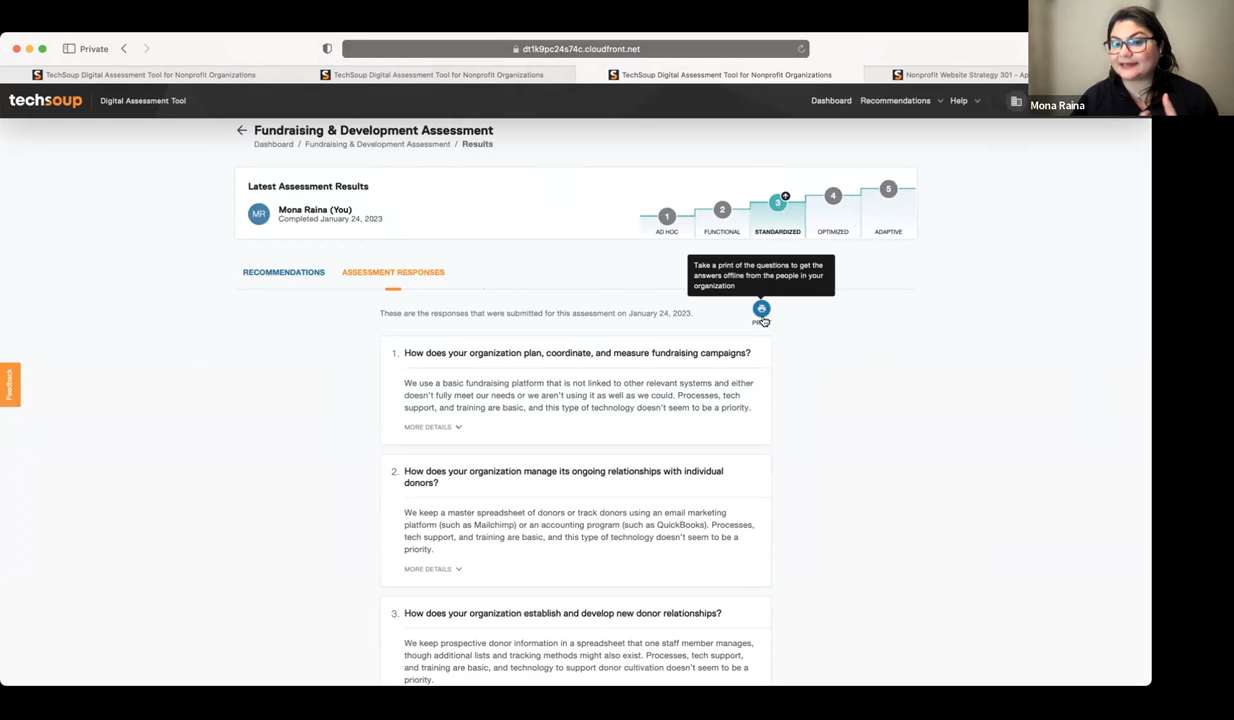 Private
dt1k9pc24s74c.cloudfront.net
TechSoup Digital Assessment Tool for Nonprofit Organizations
TechSoup Digital Assessment Tool for Nonprofit Organizations
TechSoup Digital Assessment Tool for Nonprofit Organizations
Nonprofit Website Strategy 301 - Ap
techsoup
Digital Assessment Tool
Dashboard
Recommendations
Help
Mona Raina
Fundraising & Development Assessment
Dashboard / Fundraising & Development Assessment / Results
Latest Assessment Results
MR
Mona Raina (You)
Completed January 24, 2023
1
2
3
4
5
AD HOC
FUNCTIONAL
STANDARDIZED
OPTIMIZED
ADAPTIVE
RECOMMENDATIONS
ASSESSMENT RESPONSES
Take a print of the questions to get the
answers offline from the people in your
organization
These are the responses that were submitted for this assessment on January 24, 2023.
Feedback
1. How does your organization plan, coordinate, and measure fundraising campaigns?
We use a basic fundraising platform that is not linked to other relevant systems and either
doesn't fully meet our needs or we aren't using it as well as we could. Processes, tech
support, and training are basic, and this type of technology doesn't seem to be a priority.
MORE DETAILS
2. How does your organization manage its ongoing relationships with individual
donors?
We keep a master spreadsheet of donors or track donors using an email marketing
platform (such as Mailchimp) or an accounting program (such as QuickBooks). Processes,
tech support, and training are basic, and this type of technology doesn't seem to be a
priority.
MORE DETAILS
3. How does your organization establish and develop new donor relationships?
We keep prospective donor information in a spreadsheet that one staff member manages,
though additional lists and tracking methods might also exist. Processes, tech support,
and training are basic, and technology to support donor cultivation doesn't seem to be a
priority.